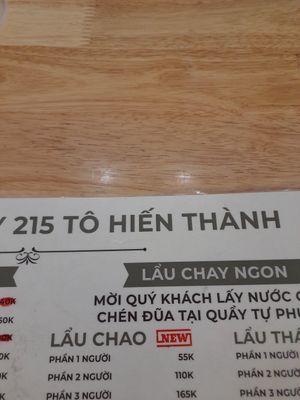 215 TÔ HIẾN THÀNH
LẨU CHAY NGON
MỜI QUÝ KHÁCH LẤY NƯỚC
CHÉN ĐŨA TẠI QUẦY TỰ
LẨU CHAO NEW
PHẦN 1 NGƯỜI 55K
PHẦN 2 NGƯỜI 110K
PHẦN 3 NGƯỜI 165K
LẨU
PHẦN 1 NGƯỜI
PHẦN 2 NGƯỜI
PHẦN 3 NGƯỜI